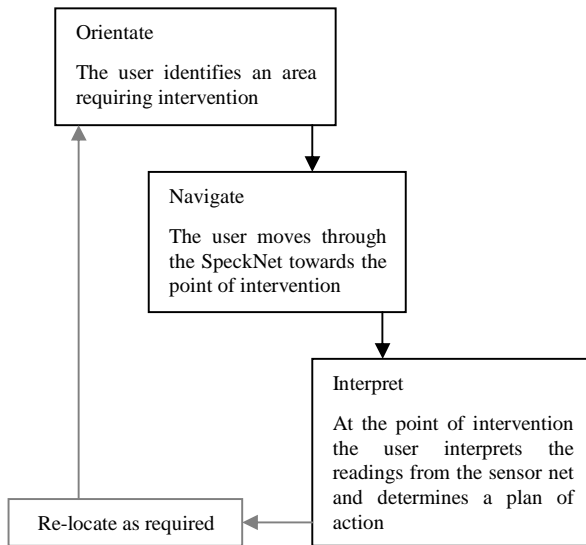 Orientate
The user identifies an area
requiring intervention
Navigate
The user moves through
the SpeckNet towards the
point of intervention
Interpret
At the point of intervention
the user interprets the
readings from the sensor net
and determines a plan of
action
Re-locate as required